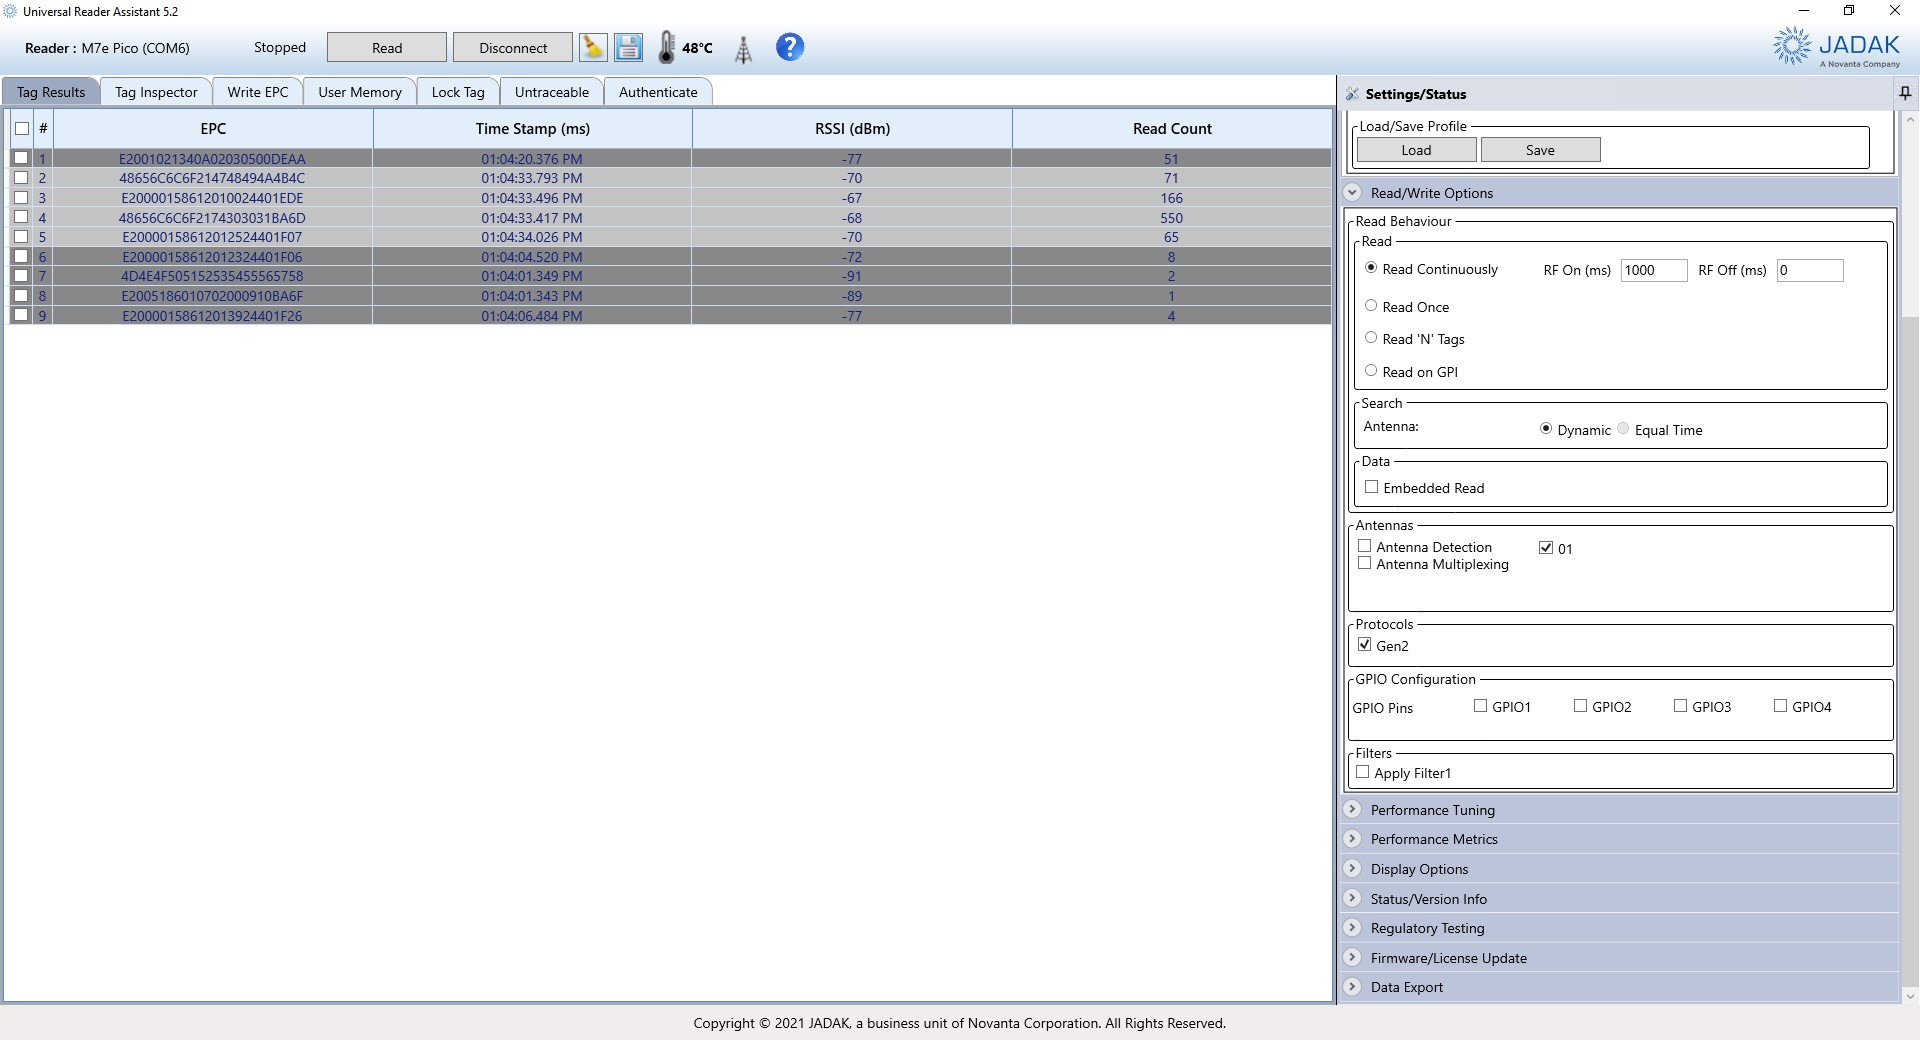 Universal Reader Assistant 5.2
Reader : M7e Pico (COM6)
Stopped
Read
Disconnect
48°C
?
JADAK
A Novanta Company
Tag Results
Tag Inspector
Write EPC
User Memory
Lock Tag
Untraceable
Authenticate
# EPC Time Stamp (ms) RSSI (dBm) Read Count
1 E2001021340A02030500DEAA 01:04:20.376 PM -77 51
2 48656C6C6F214748494A4B4C 01:04:33.793 PM -70 71
3 E20000158612010024401EDE 01:04:33.496 PM -67 166
4 48656C6C6F2174303031BA6D 01:04:33.417 PM -68 550
5 E20000158612012524401F07 01:04:34.026 PM -70 65
6 E20000158612012324401F06 01:04:04.520 PM -72 8
7 4D4E4F505152535455565758 01:04:01.349 PM -91 2
8 E2005186010702000910BA6F 01:04:01.343 PM -89 1
9 E20000158612013924401F26 01:04:06.484 PM -77 4
Settings/Status
Load/Save Profile
Load
Save
Read/Write Options
Read Behaviour
Read
Read Continuously RF On (ms) 1000 RF Off (ms) 0
Read Once
Read 'N' Tags
Read on GPI
Search
Antenna: Dynamic Equal Time
Data
Embedded Read
Antennas
Antenna Detection 01
Antenna Multiplexing
Protocols
Gen2
GPIO Configuration
GPIO Pins GPIO1 GPIO2 GPIO3 GPIO4
Filters
Apply Filter1
Performance Tuning
Performance Metrics
Display Options
Status/Version Info
Regulatory Testing
Firmware/License Update
Data Export
Copyright © 2021 JADAK, a business unit of Novanta Corporation. All Rights Reserved.